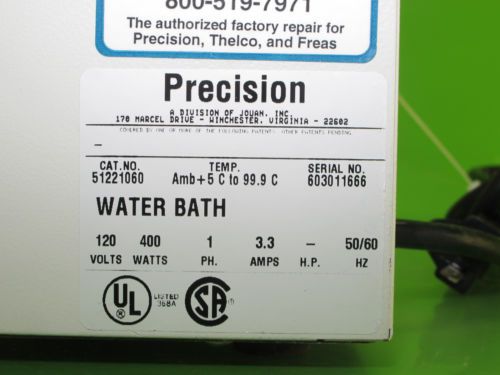 800-519-7971
The authorized factory repair for
Precision, Thelco, and Freas
Precision
A DIVISION OF JOUAN, INC.
170 MARCEL DRIVE - WINCHESTER, VIRGINIA - 22602
COVERED BY ONE OR MORE OF THE FOLLOWING PATENTS. OTHER PATENTS PENDING
–
CAT.NO. TEMP. SERIAL NO.
51221060 Amb+5 C to 99.9 C 603011666
WATER BATH
120 400 1 3.3 – 50/60
VOLTS WATTS PH. AMPS H.P. HZ
UL LISTED SA
368A